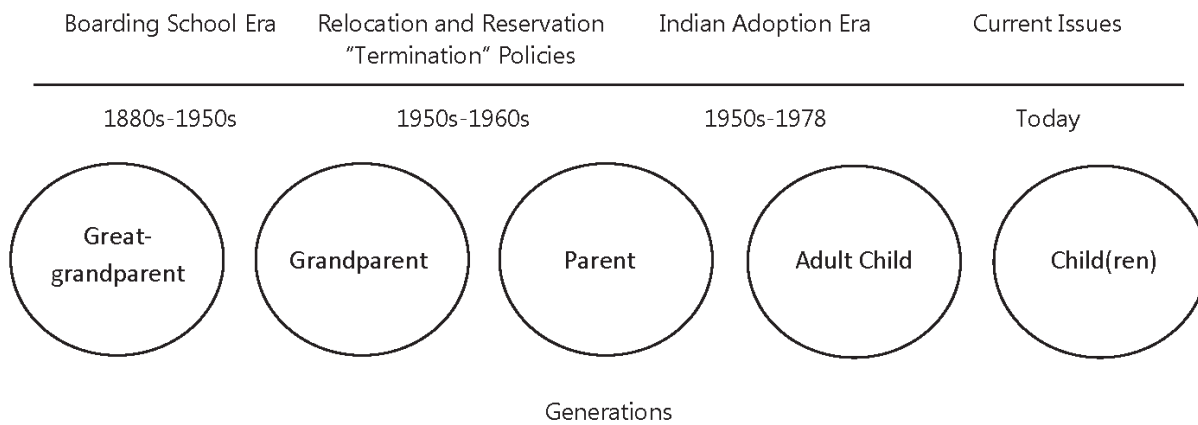 Boarding School Era
Relocation and Reservation
"Termination" Policies
Indian Adoption Era
Current Issues
1880s-1950s
1950s-1960s
1950s-1978
Today
Great-
grandparent
Grandparent
Parent
Adult Child
Child(ren)
Generations